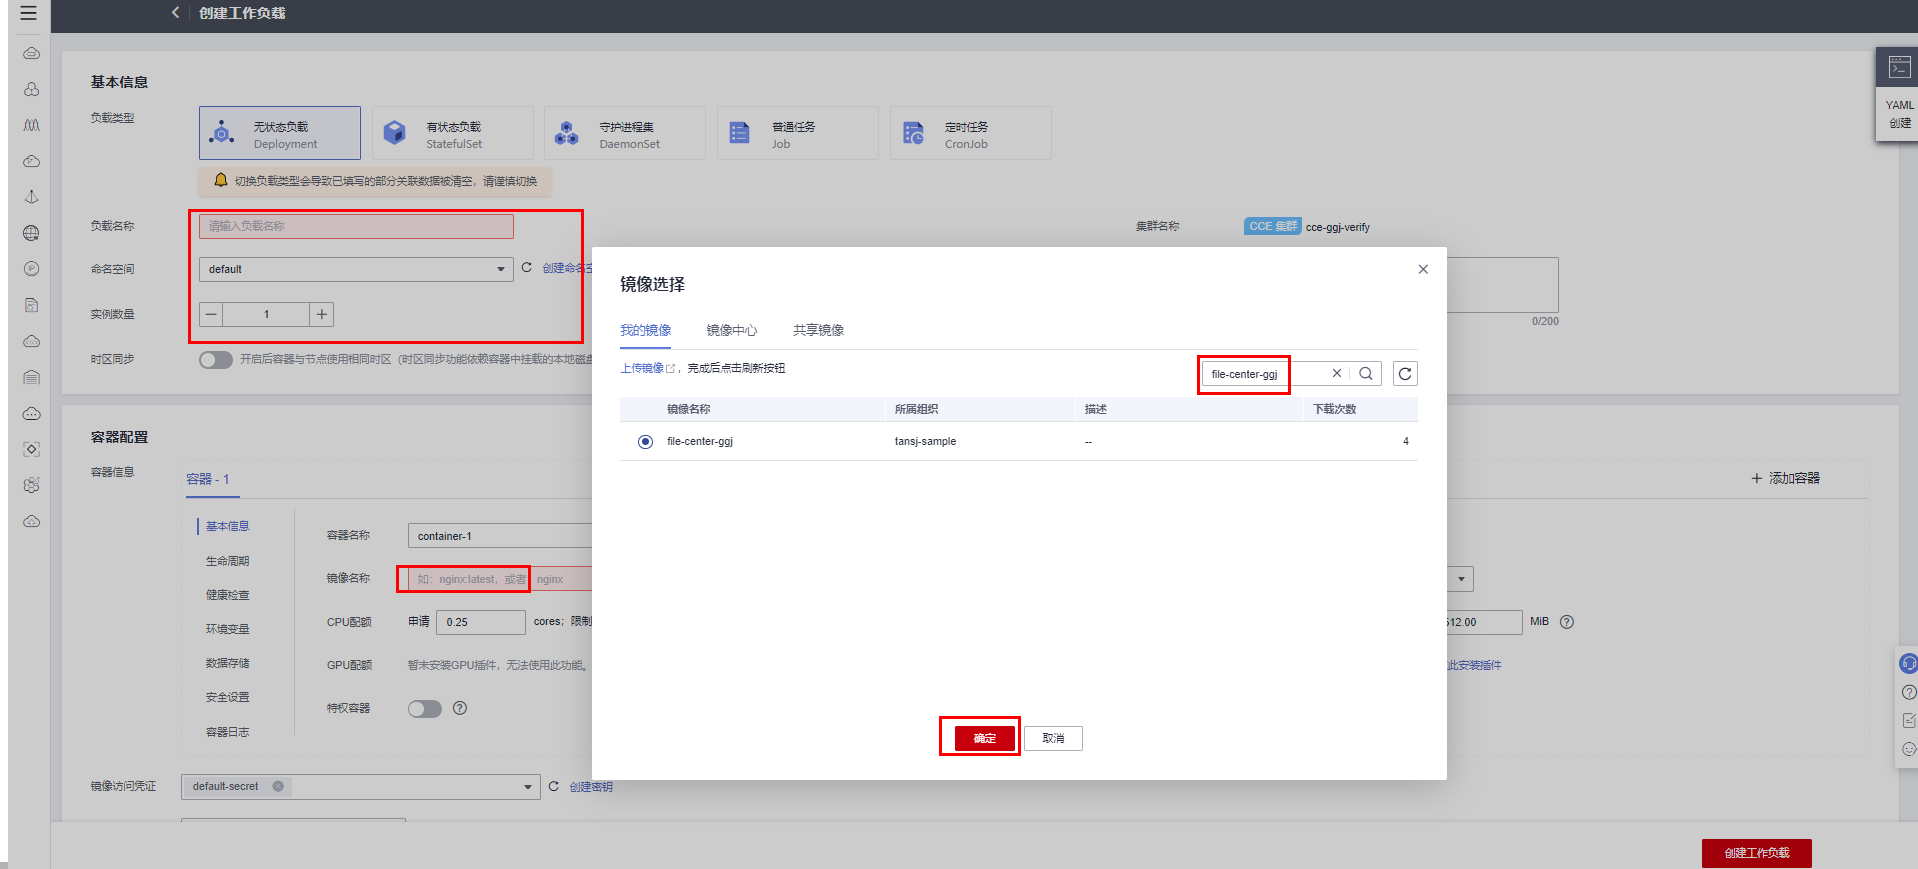 创建工作负载
YAML
创建
基本信息
负载类型
无状态负载
Deployment
有状态负载
StatefulSet
守护进程集
DaemonSet
普通任务
Job
定时任务
CronJob
切换负载类型会导致已填写的部分关联数据被清空，请谨慎切换
负载名称
请输入负载名称
集群名称
CCE 集群 cce-ggj-verify
命名空间
default
创建命名空
实例数量
1
0/200
时区同步
开启后容器与节点使用相同时区（时区同步功能依赖容器中挂载的本地磁盘
镜像选择
我的镜像
镜像中心
共享镜像
上传镜像，完成后点击刷新按钮
file-center-ggj
镜像名称
所属组织
描述
下载次数
file-center-ggj
tansj-sample
--
4
确定
取消
容器配置
容器信息
容器 - 1
添加容器
基本信息
生命周期
健康检查
环境变量
数据存储
安全设置
容器日志
容器名称
container-1
镜像名称
如：nginx:latest，或者 nginx
CPU配额
申请
0.25
cores；限制
512.00
MiB
GPU配额
暂未安装GPU插件，无法使用此功能。
此安装插件
特权容器
镜像访问凭证
default-secret
创建密钥
创建工作负载